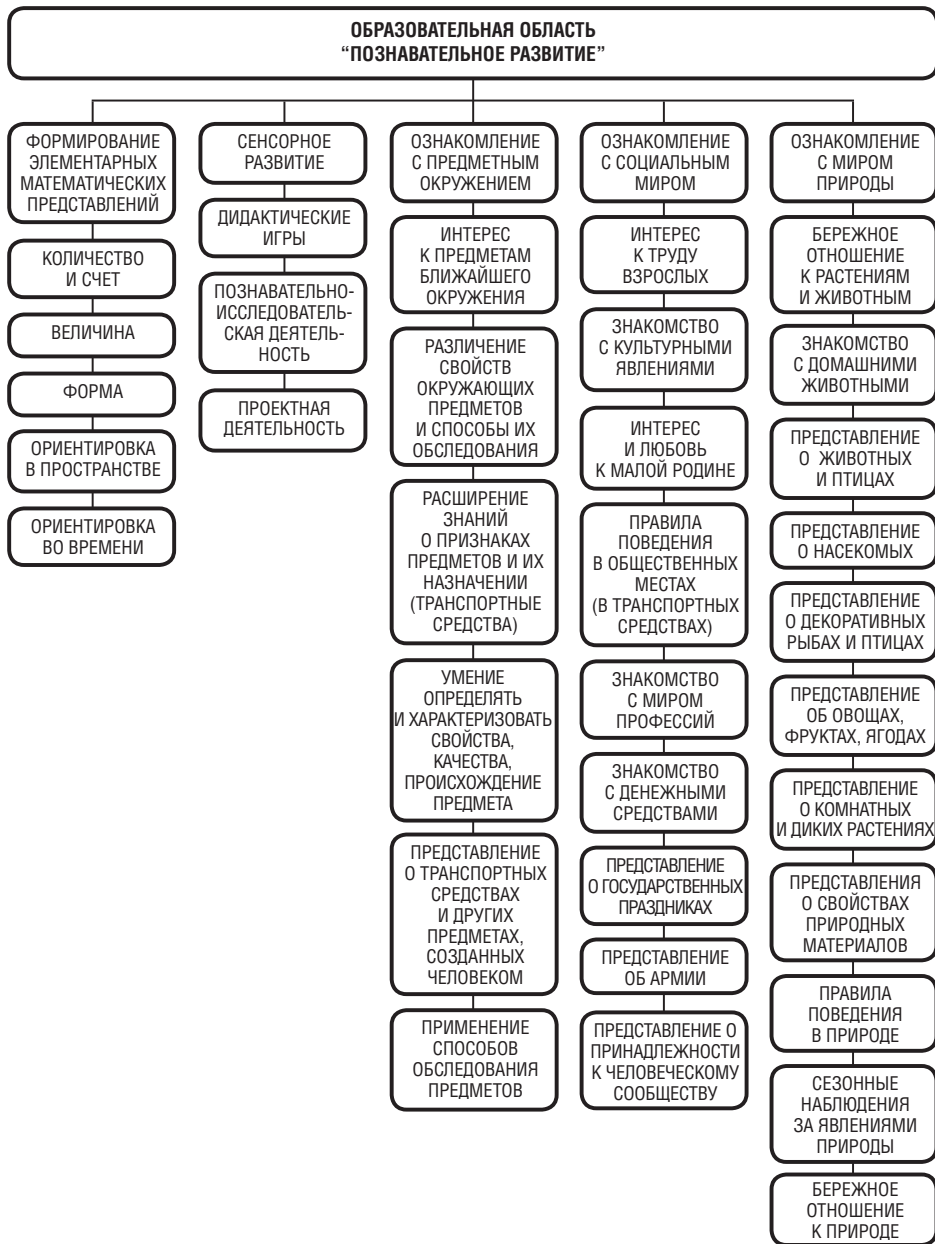 ОБРАЗОВАТЕЛЬНАЯ ОБЛАСТЬ
“ПОЗНАВАТЕЛЬНОЕ РАЗВИТИЕ”
ФОРМИРОВАНИЕ
ЭЛЕМЕНТАРНЫХ
МАТЕМАТИЧЕСКИХ
ПРЕДСТАВЛЕНИЙ
КОЛИЧЕСТВО
И СЧЕТ
ВЕЛИЧИНА
ФОРМА
ОРИЕНТИРОВКА
В ПРОСТРАНСТВЕ
ОРИЕНТИРОВКА
ВО ВРЕМЕНИ
СЕНСОРНОЕ
РАЗВИТИЕ
ДИДАКТИЧЕСКИЕ
ИГРЫ
ПОЗНАВАТЕЛЬНО-
ИССЛЕДОВАТЕЛЬ-
СКАЯ ДЕЯТЕЛЬ-
НОСТЬ
ПРОЕКТНАЯ
ДЕЯТЕЛЬНОСТЬ
ОЗНАКОМЛЕНИЕ
С ПРЕДМЕТНЫМ
ОКРУЖЕНИЕМ
ИНТЕРЕС
К ПРЕДМЕТАМ
БЛИЖАЙШЕГО
ОКРУЖЕНИЯ
РАЗЛИЧЕНИЕ
СВОЙСТВ
ОКРУЖАЮЩИХ
ПРЕДМЕТОВ
И СПОСОБЫ ИХ
ОБСЛЕДОВАНИЯ
РАСШИРЕНИЕ
ЗНАНИЙ
О ПРИЗНАКАХ
ПРЕДМЕТОВ И ИХ
НАЗНАЧЕНИИ
(ТРАНСПОРТНЫЕ
СРЕДСТВА)
УМЕНИЕ
ОПРЕДЕЛЯТЬ
И ХАРАКТЕРИЗОВАТЬ
СВОЙСТВА,
КАЧЕСТВА,
ПРОИСХОЖДЕНИЕ
ПРЕДМЕТА
ПРЕДСТАВЛЕНИЕ
О ТРАНСПОРТНЫХ
СРЕДСТВАХ
И ДРУГИХ
ПРЕДМЕТАХ,
СОЗДАННЫХ
ЧЕЛОВЕКОМ
ПРИМЕНЕНИЕ
СПОСОБОВ
ОБСЛЕДОВАНИЯ
ПРЕДМЕТОВ
ОЗНАКОМЛЕНИЕ
С СОЦИАЛЬНЫМ
МИРОМ
ИНТЕРЕС
К ТРУДУ
ВЗРОСЛЫХ
ЗНАКОМСТВО
С КУЛЬТУРНЫМИ
ЯВЛЕНИЯМИ
ИНТЕРЕС
И ЛЮБОВЬ
К МАЛОЙ РОДИНЕ
ПРАВИЛА
ПОВЕДЕНИЯ
В ОБЩЕСТВЕННЫХ
МЕСТАХ
(В ТРАНСПОРТНЫХ
СРЕДСТВАХ)
ЗНАКОМСТВО
С МИРОМ
ПРОФЕССИЙ
ЗНАКОМСТВО
С ДЕНЕЖНЫМИ
СРЕДСТВАМИ
ПРЕДСТАВЛЕНИЕ
О ГОСУДАРСТВЕННЫХ
ПРАЗДНИКАХ
ПРЕДСТАВЛЕНИЕ
ОБ АРМИИ
ПРЕДСТАВЛЕНИЕ О
ПРИНАДЛЕЖНОСТИ
К ЧЕЛОВЕЧЕСКОМУ
СООБЩЕСТВУ
ОЗНАКОМЛЕНИЕ
С МИРОМ
ПРИРОДЫ
БЕРЕЖНОЕ
ОТНОШЕНИЕ
К РАСТЕНИЯМ
И ЖИВОТНЫМ
ЗНАКОМСТВО
С ДОМАШНИМИ
ЖИВОТНЫМИ
ПРЕДСТАВЛЕНИЕ
О ЖИВОТНЫХ
И ПТИЦАХ
ПРЕДСТАВЛЕНИЕ
О НАСЕКОМЫХ
ПРЕДСТАВЛЕНИЕ
О ДЕКОРАТИВНЫХ
РЫБАХ И ПТИЦАХ
ПРЕДСТАВЛЕНИЕ
ОБ ОВОЩАХ,
ФРУКТАХ, ЯГОДАХ
ПРЕДСТАВЛЕНИЕ
О КОМНАТНЫХ
И ДИКИХ РАСТЕНИЯХ
ПРЕДСТАВЛЕНИЯ
О СВОЙСТВАХ
ПРИРОДНЫХ
МАТЕРИАЛОВ
ПРАВИЛА
ПОВЕДЕНИЯ
В ПРИРОДЕ
СЕЗОННЫЕ
НАБЛЮДЕНИЯ
ЗА ЯВЛЕНИЯМИ
ПРИРОДЫ
БЕРЕЖНОЕ
ОТНОШЕНИЕ
К ПРИРОДЕ